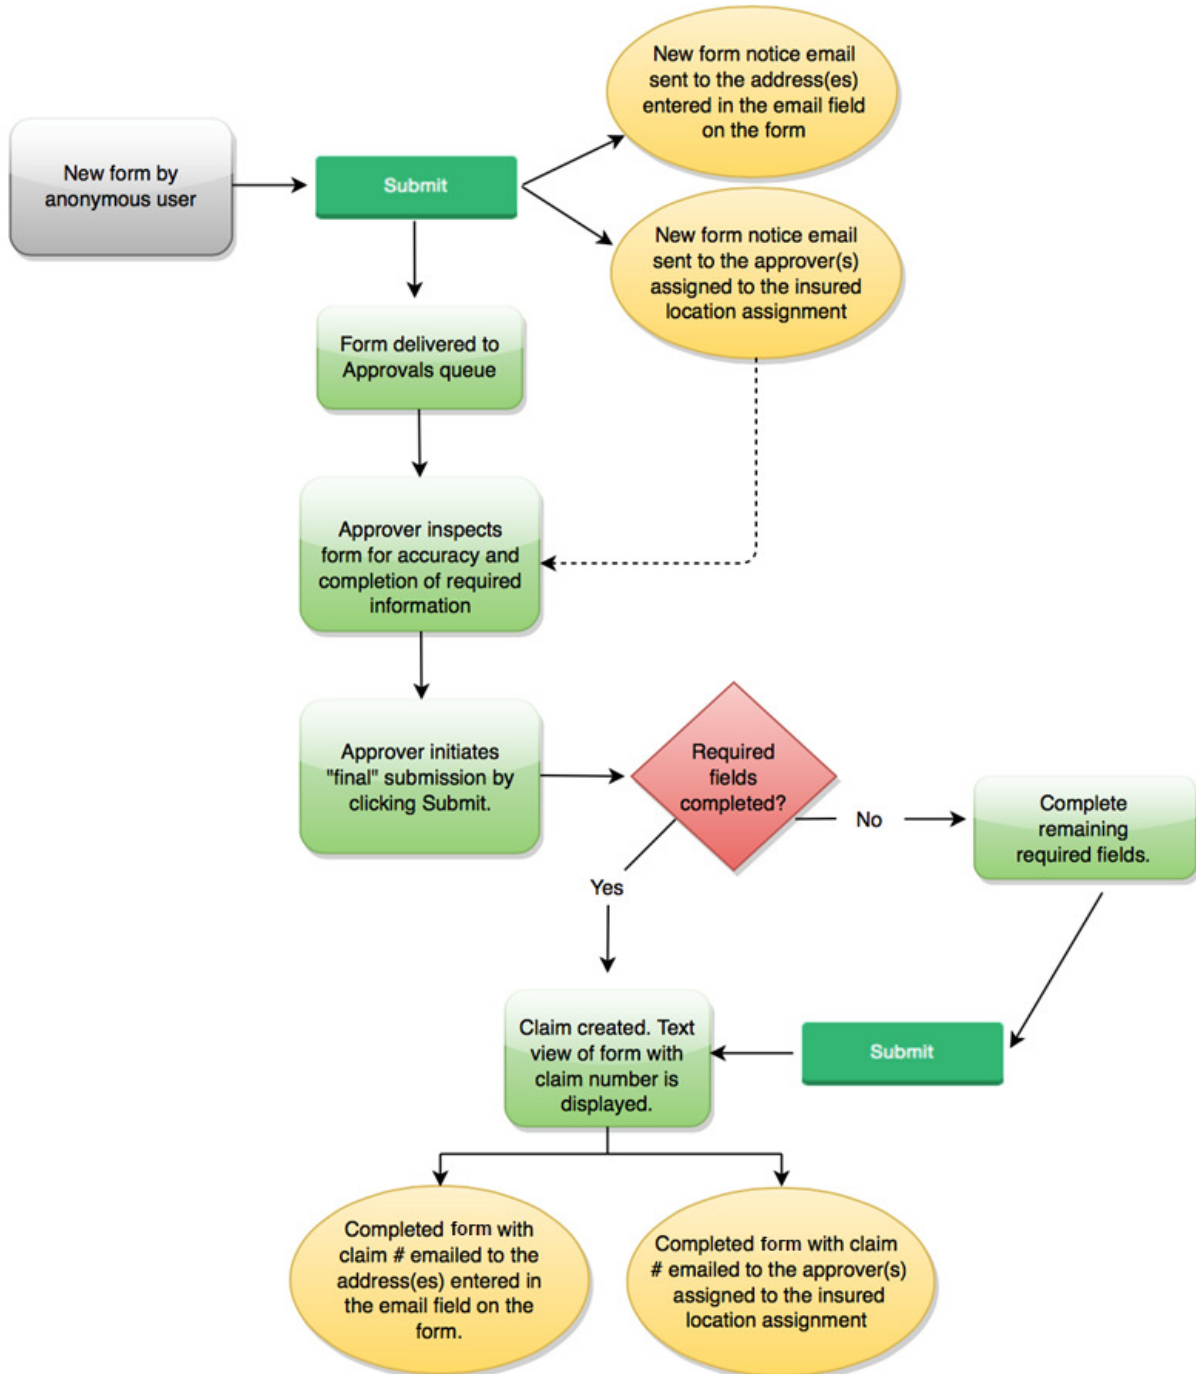 New form notice email
sent to the address(es)
entered in the email field
on the form
New form by
anonymous user
Submit
New form notice email
sent to the approver(s)
assigned to the insured
location assignment
Form delivered to
Approvals queue
Approver inspects
form for accuracy and
completion of required
information
Approver initiates
"final" submission by
clicking Submit.
Required
fields
completed?
No
Complete
remaining
required fields.
Yes
Claim created. Text
view of form with
claim number is
displayed.
Submit
Completed form with
claim # emailed to the
address(es) entered in
the email field on the
form.
Completed form with claim
# emailed to the approver(s)
assigned to the insured
location assignment